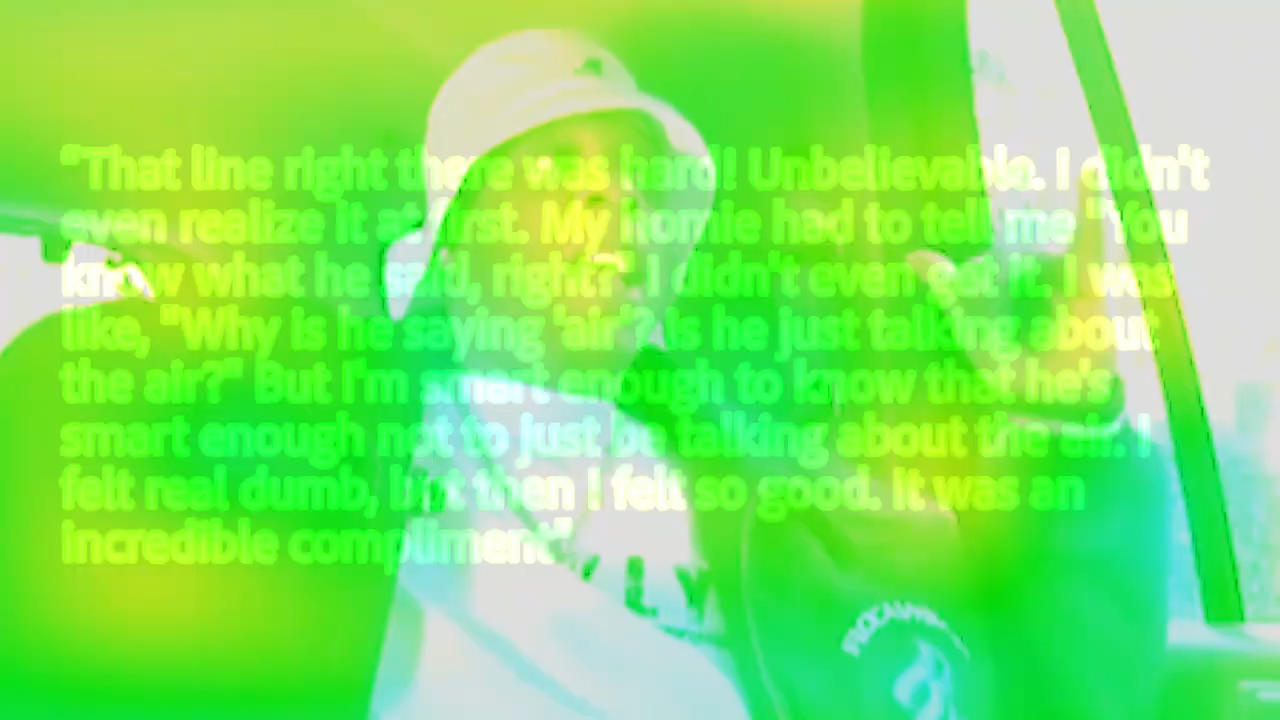 "That line right there was hard! Unbelievable. I didn't
even realize it at first. My homie had to tell me "You
know what he said, right?" I didn't even get it. I was
like, "Why is he saying 'air'? Is he just talking about
the air?" But I'm smart enough to know that he's
smart enough not to just be talking about the air. I
felt real dumb, but then I felt so good. It was an
incredible compliment"
LY